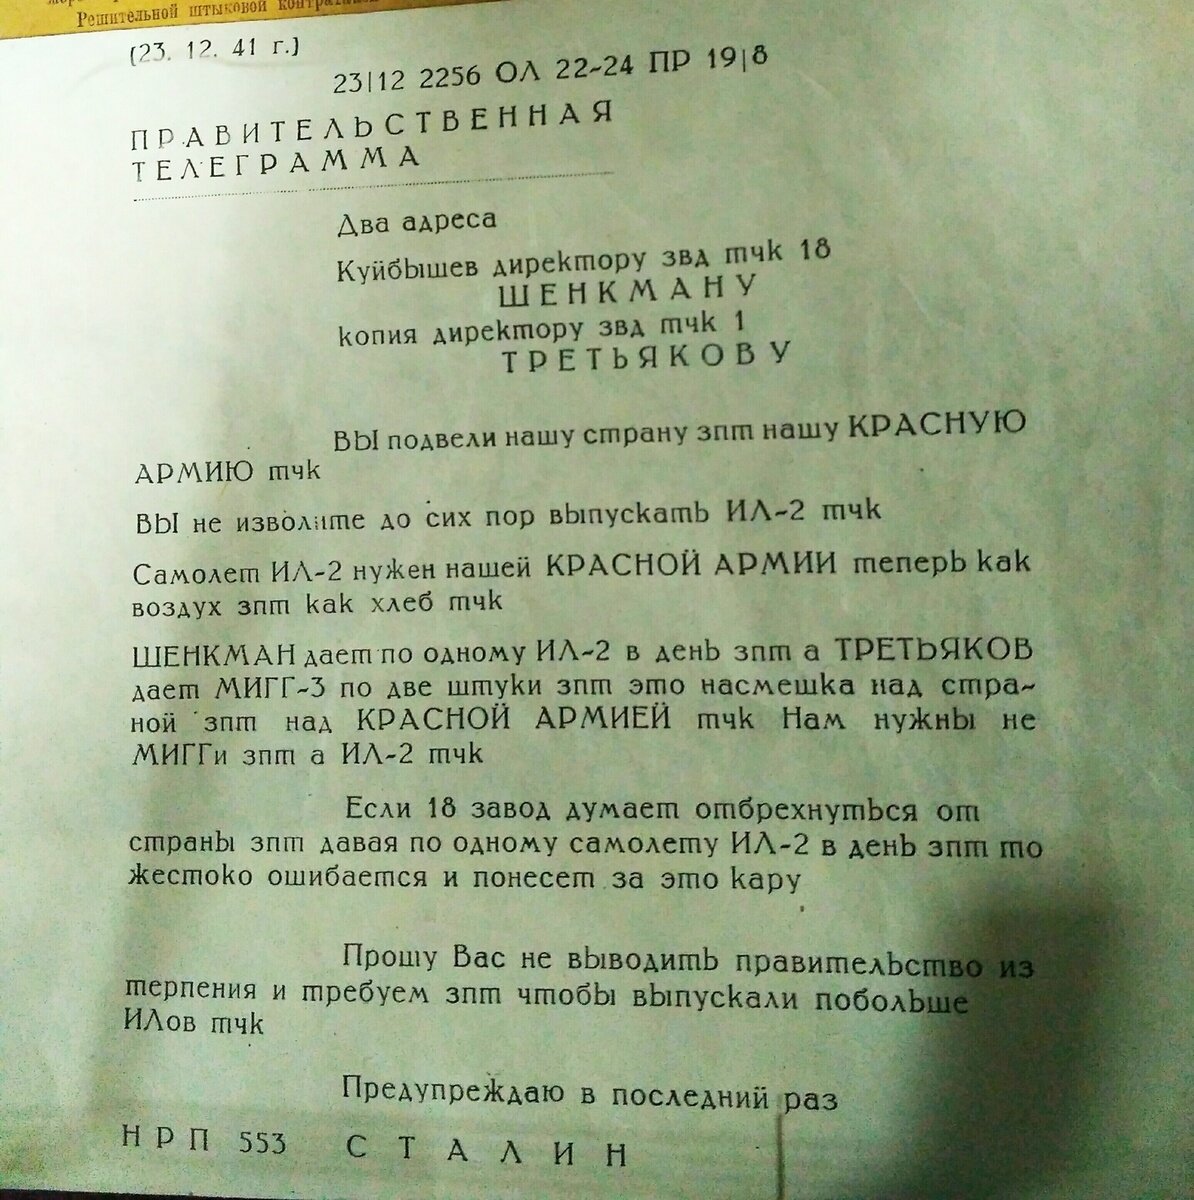 Решительной штыковой контратакой
(23. 12. 41 г.)
23|12 2256 ОЛ 22-24 ПР 19|8
ПРАВИТЕЛЬСТВЕННАЯ
ТЕЛЕГРАММА
Два адреса
Куйбышев директору звд тчк 18
ШЕНКМАНУ
копия директору звд тчк 1
ТРЕТЬЯКОВУ
ВЫ подвели нашу страну зпт нашу КРАСНУЮ
АРМИЮ тчк
ВЫ не изволите до сих пор выпускать ИЛ-2 тчк
Самолет ИЛ-2 нужен нашей КРАСНОЙ АРМИИ теперь как
воздух зпт как хлеб тчк
ШЕНКМАН дает по одному ИЛ-2 в день зпт а ТРЕТЬЯКОВ
дает МИГГ-3 по две штуки зпт это насмешка над стра-
ной зпт над КРАСНОЙ АРМИЕЙ тчк Нам нужны не
МИГГи зпт а ИЛ-2 тчк
Если 18 завод думает отбрехнуться от
страны зпт давая по одному самолету ИЛ-2 в день зпт то
жестоко ошибается и понесет за это кару
Прошу Вас не выводить правительство из
терпения и требуем зпт чтобы выпускали побольше
ИЛов тчк
Предупреждаю в последний раз
НРП 553 СТАЛИН